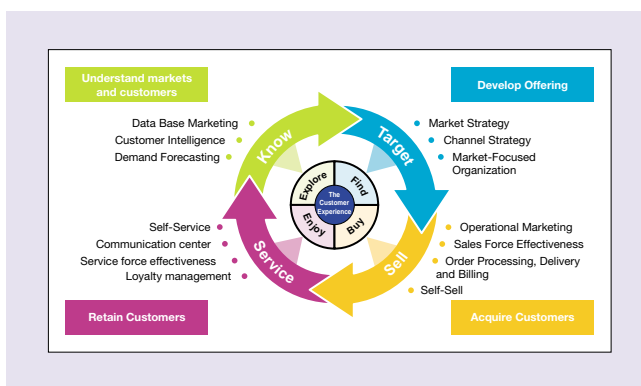 Understand markets
and customers
Develop Offering
Data Base Marketing
Customer Intelligence
Demand Forecasting
Market Strategy
Channel Strategy
Market-Focused
Organization
Know
Target
Explore
Find
The
Customer
Experience
Enjoy
Buy
Service
Sell
Self-Service
Communication center
Service force effectiveness
Loyalty management
Operational Marketing
Sales Force Effectiveness
Order Processing, Delivery
and Billing
Self-Sell
Retain Customers
Acquire Customers